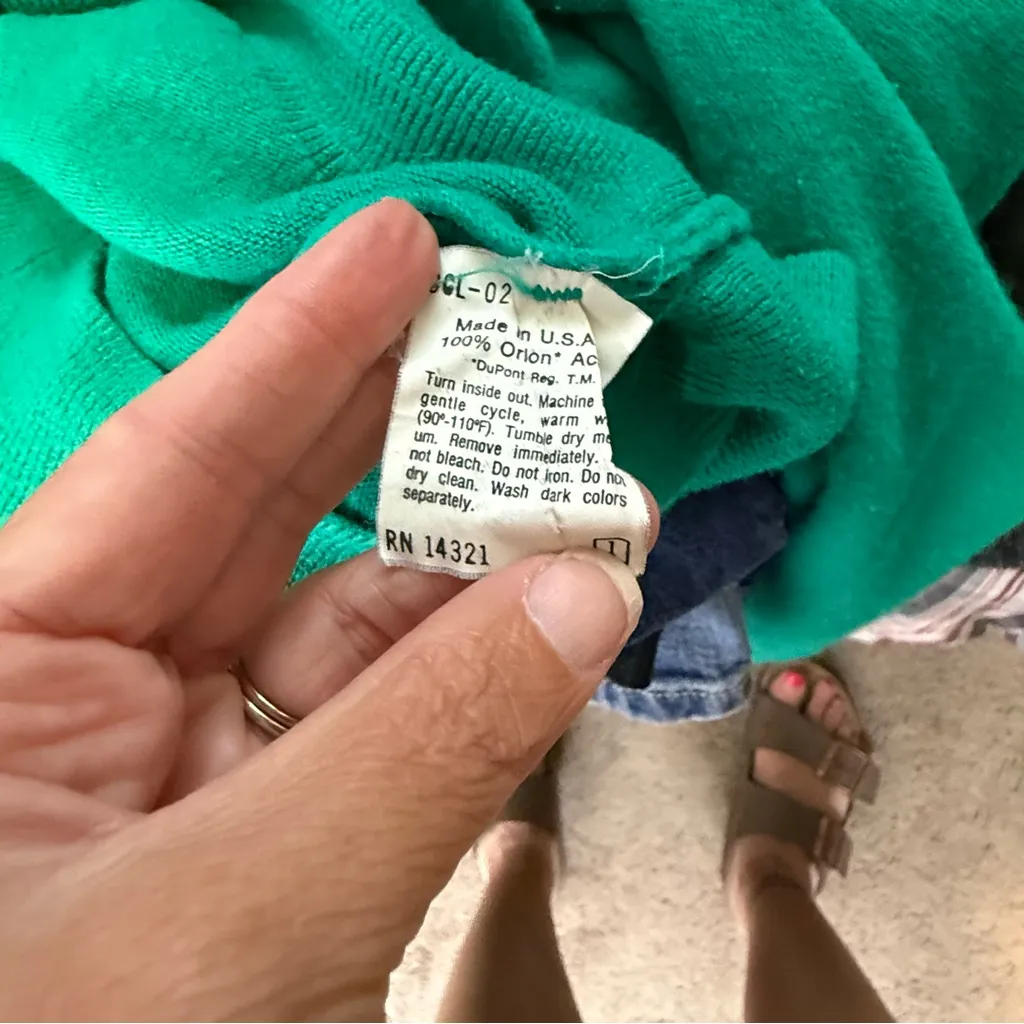 GL-02
Made in U.S.A
100% Orlon* Ac
*DuPont Reg. T.M.
Turn inside out. Machine
gentle cycle, warm w
(90°-110°F). Tumble dry me
um. Remove immediately.
not bleach. Do not iron. Do not
dry clean. Wash dark colors
separately.
RN 14321
1